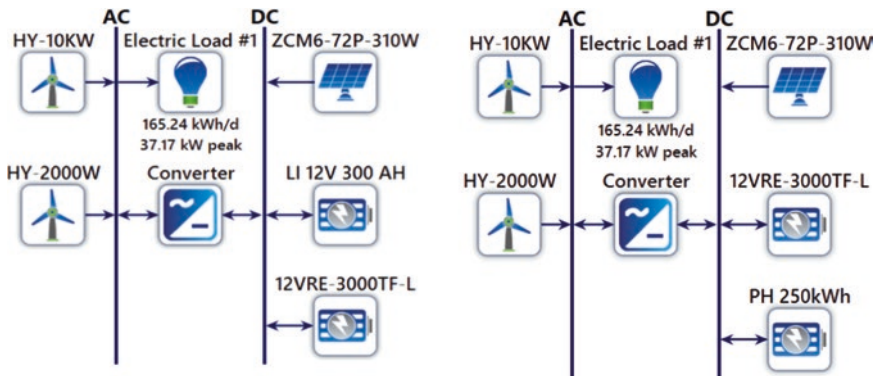 AC DC
HY-10KW Electric Load #1 ZCM6-72P-310W
165.24 kWh/d
37.17 kW peak
HY-2000W Converter LI 12V 300 AH
12VRE-3000TF-L
AC DC
HY-10KW Electric Load #1 ZCM6-72P-310W
165.24 kWh/d
37.17 kW peak
HY-2000W Converter 12VRE-3000TF-L
PH 250kWh